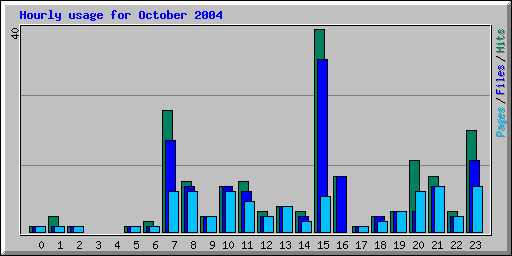 Hourly usage for October 2004
40
Pages / Files / Hits
0 1 2 3 4 5 6 7 8 9 10 11 12 13 14 15 16 17 18 19 20 21 22 23